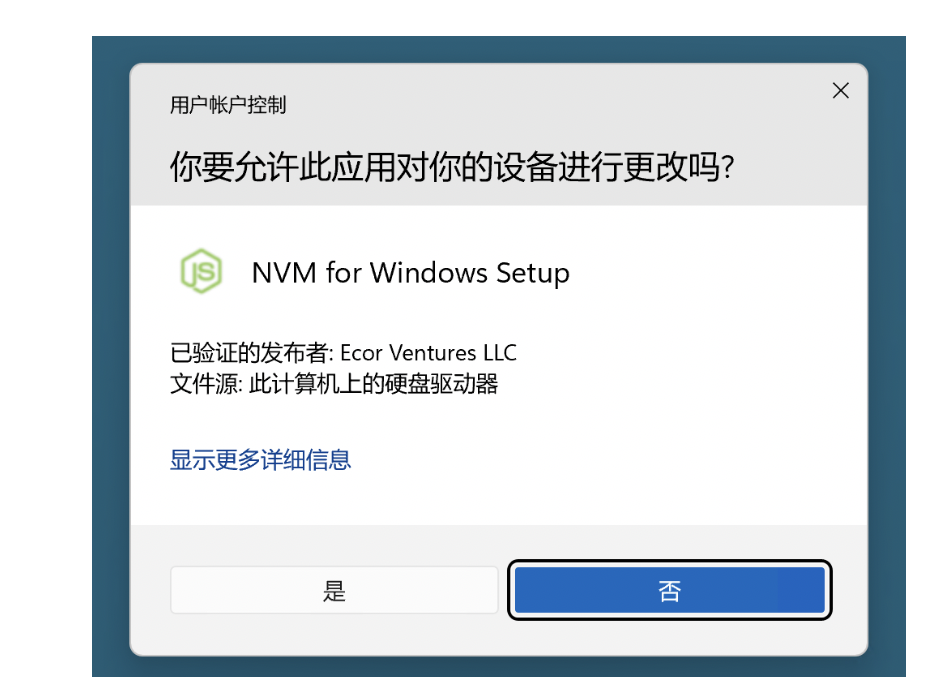 用户帐户控制
你要允许此应用对你的设备进行更改吗?
JS
NVM for Windows Setup
已验证的发布者: Ecor Ventures LLC
文件源: 此计算机上的硬盘驱动器
显示更多详细信息
是
否